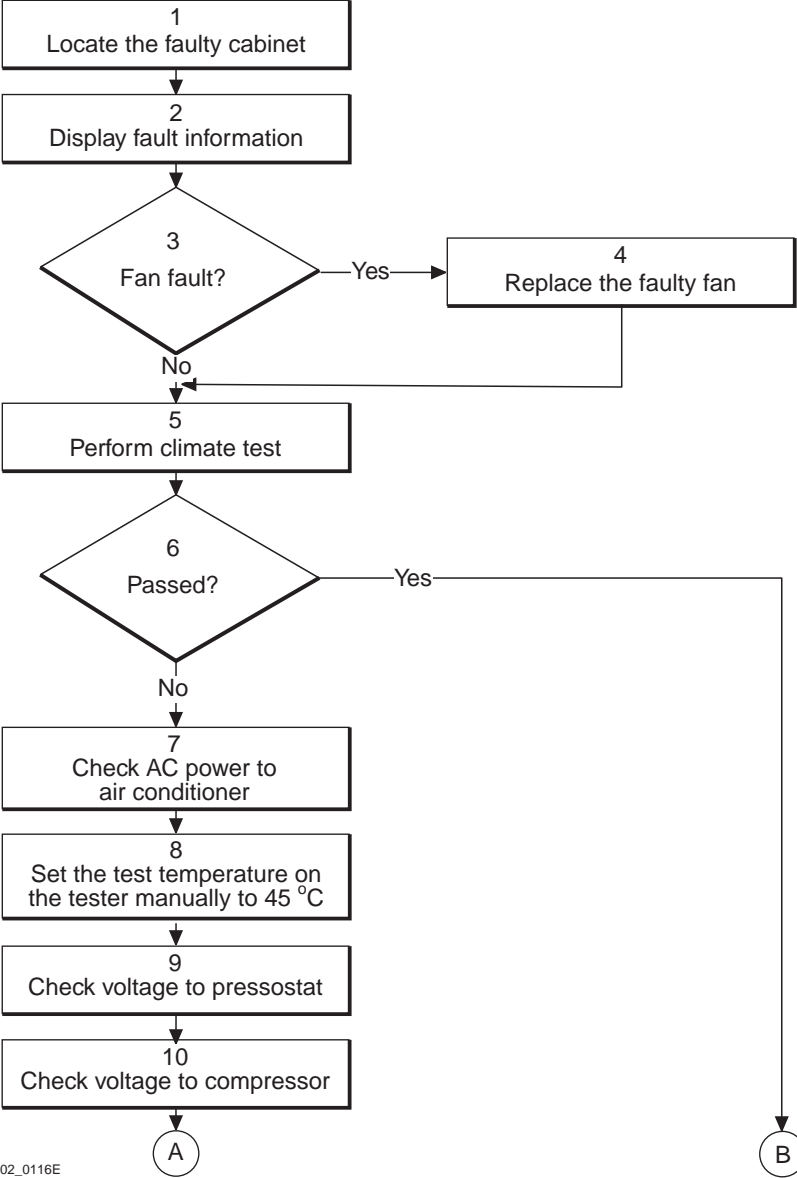 1
Locate the faulty cabinet
2
Display fault information
3
Fan fault?
Yes
4
Replace the faulty fan
No
5
Perform climate test
6
Passed?
Yes
No
7
Check AC power to
air conditioner
8
Set the test temperature on
the tester manually to 45 °C
9
Check voltage to pressostat
10
Check voltage to compressor
A
B
02_0116E